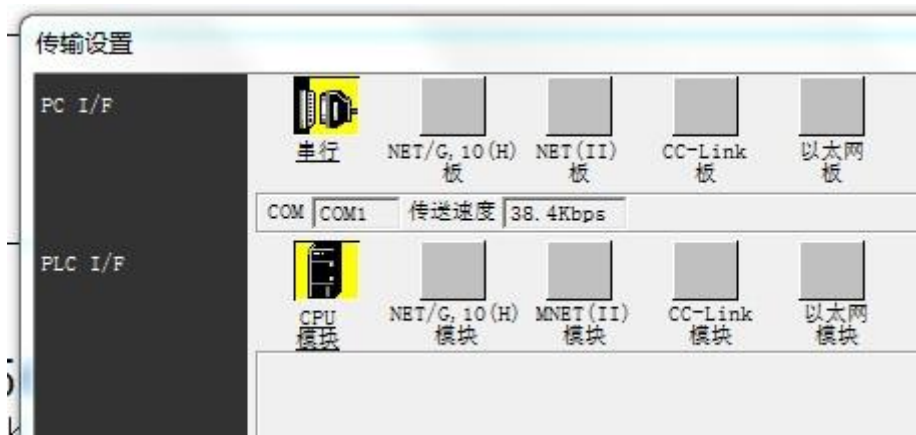 传输设置
PC I/F
串行
NET/G, 10(H)
板
NET(II)
板
CC-Link
板
以太网
板
COM COM1 传送速度 38.4Kbps
PLC I/F
CPU
模块
NET/G, 10(H)
模块
MNET(II)
模块
CC-Link
模块
以太网
模块